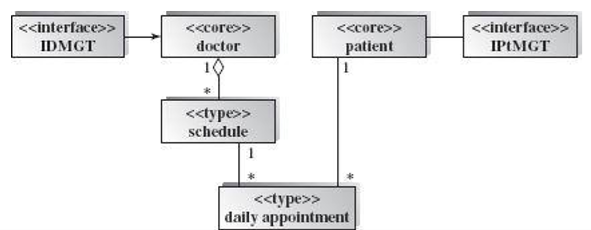 <<interface>>
IDMGT
<<core>>
doctor
<<core>>
patient
<<interface>>
IPtMGT
1
1
*
<<type>>
schedule
1
*
*
<<type>>
daily appointment